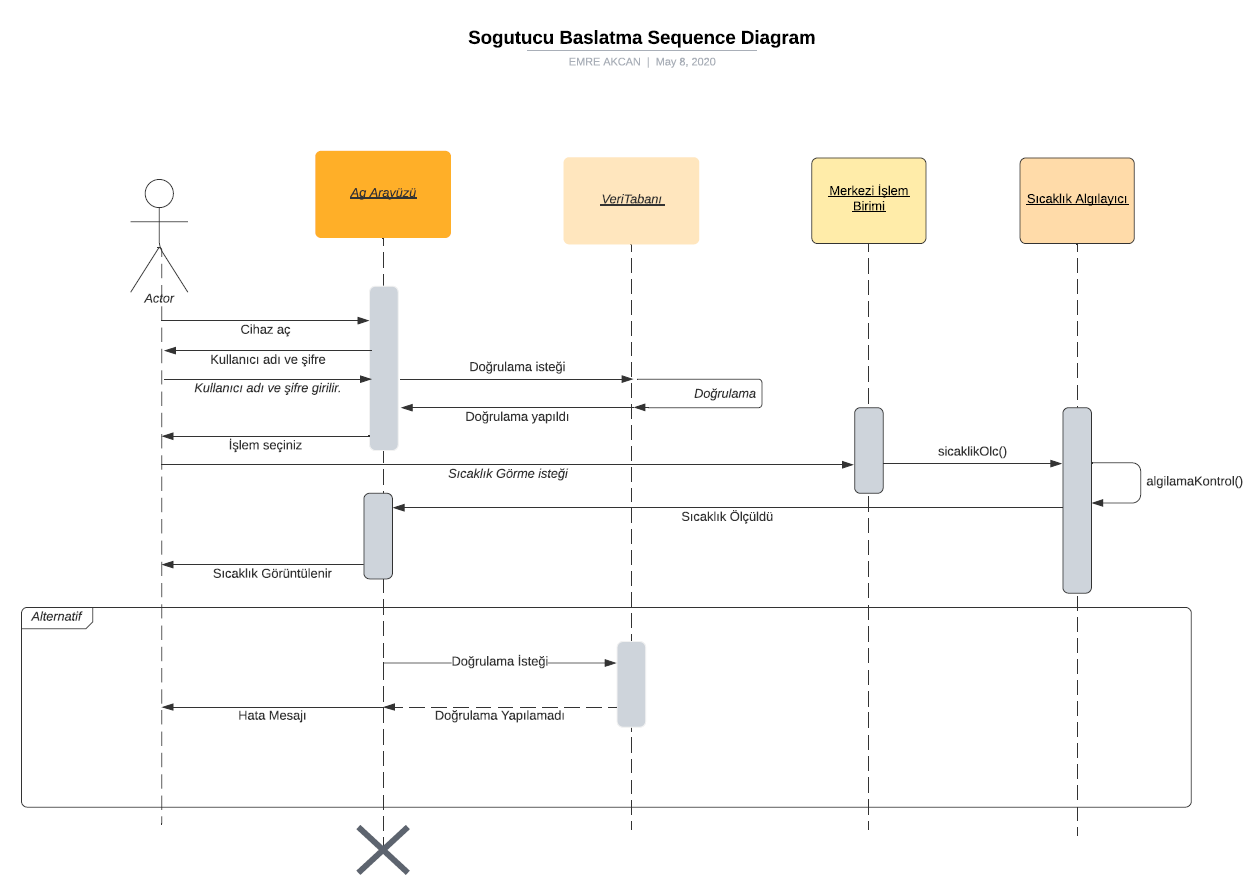 Sogutucu Baslatma Sequence Diagram
EMRE AKCAN | May 8, 2020
Ag Arayüzü
VeriTabanı
Merkezi İşlem
Birimi
Sıcaklık Algılayıcı
Actor
Cihaz aç
Kullanıcı adı ve şifre
Doğrulama isteği
Kullanıcı adı ve şifre girilir.
Doğrulama
Doğrulama yapıldı
İşlem seçiniz
sicaklikOlc()
Sıcaklık Görme isteği
algilamaKontrol()
Sıcaklık Ölçüldü
Sıcaklık Görüntülenir
Alternatif
Doğrulama İsteği
Hata Mesajı
Doğrulama Yapılamadı